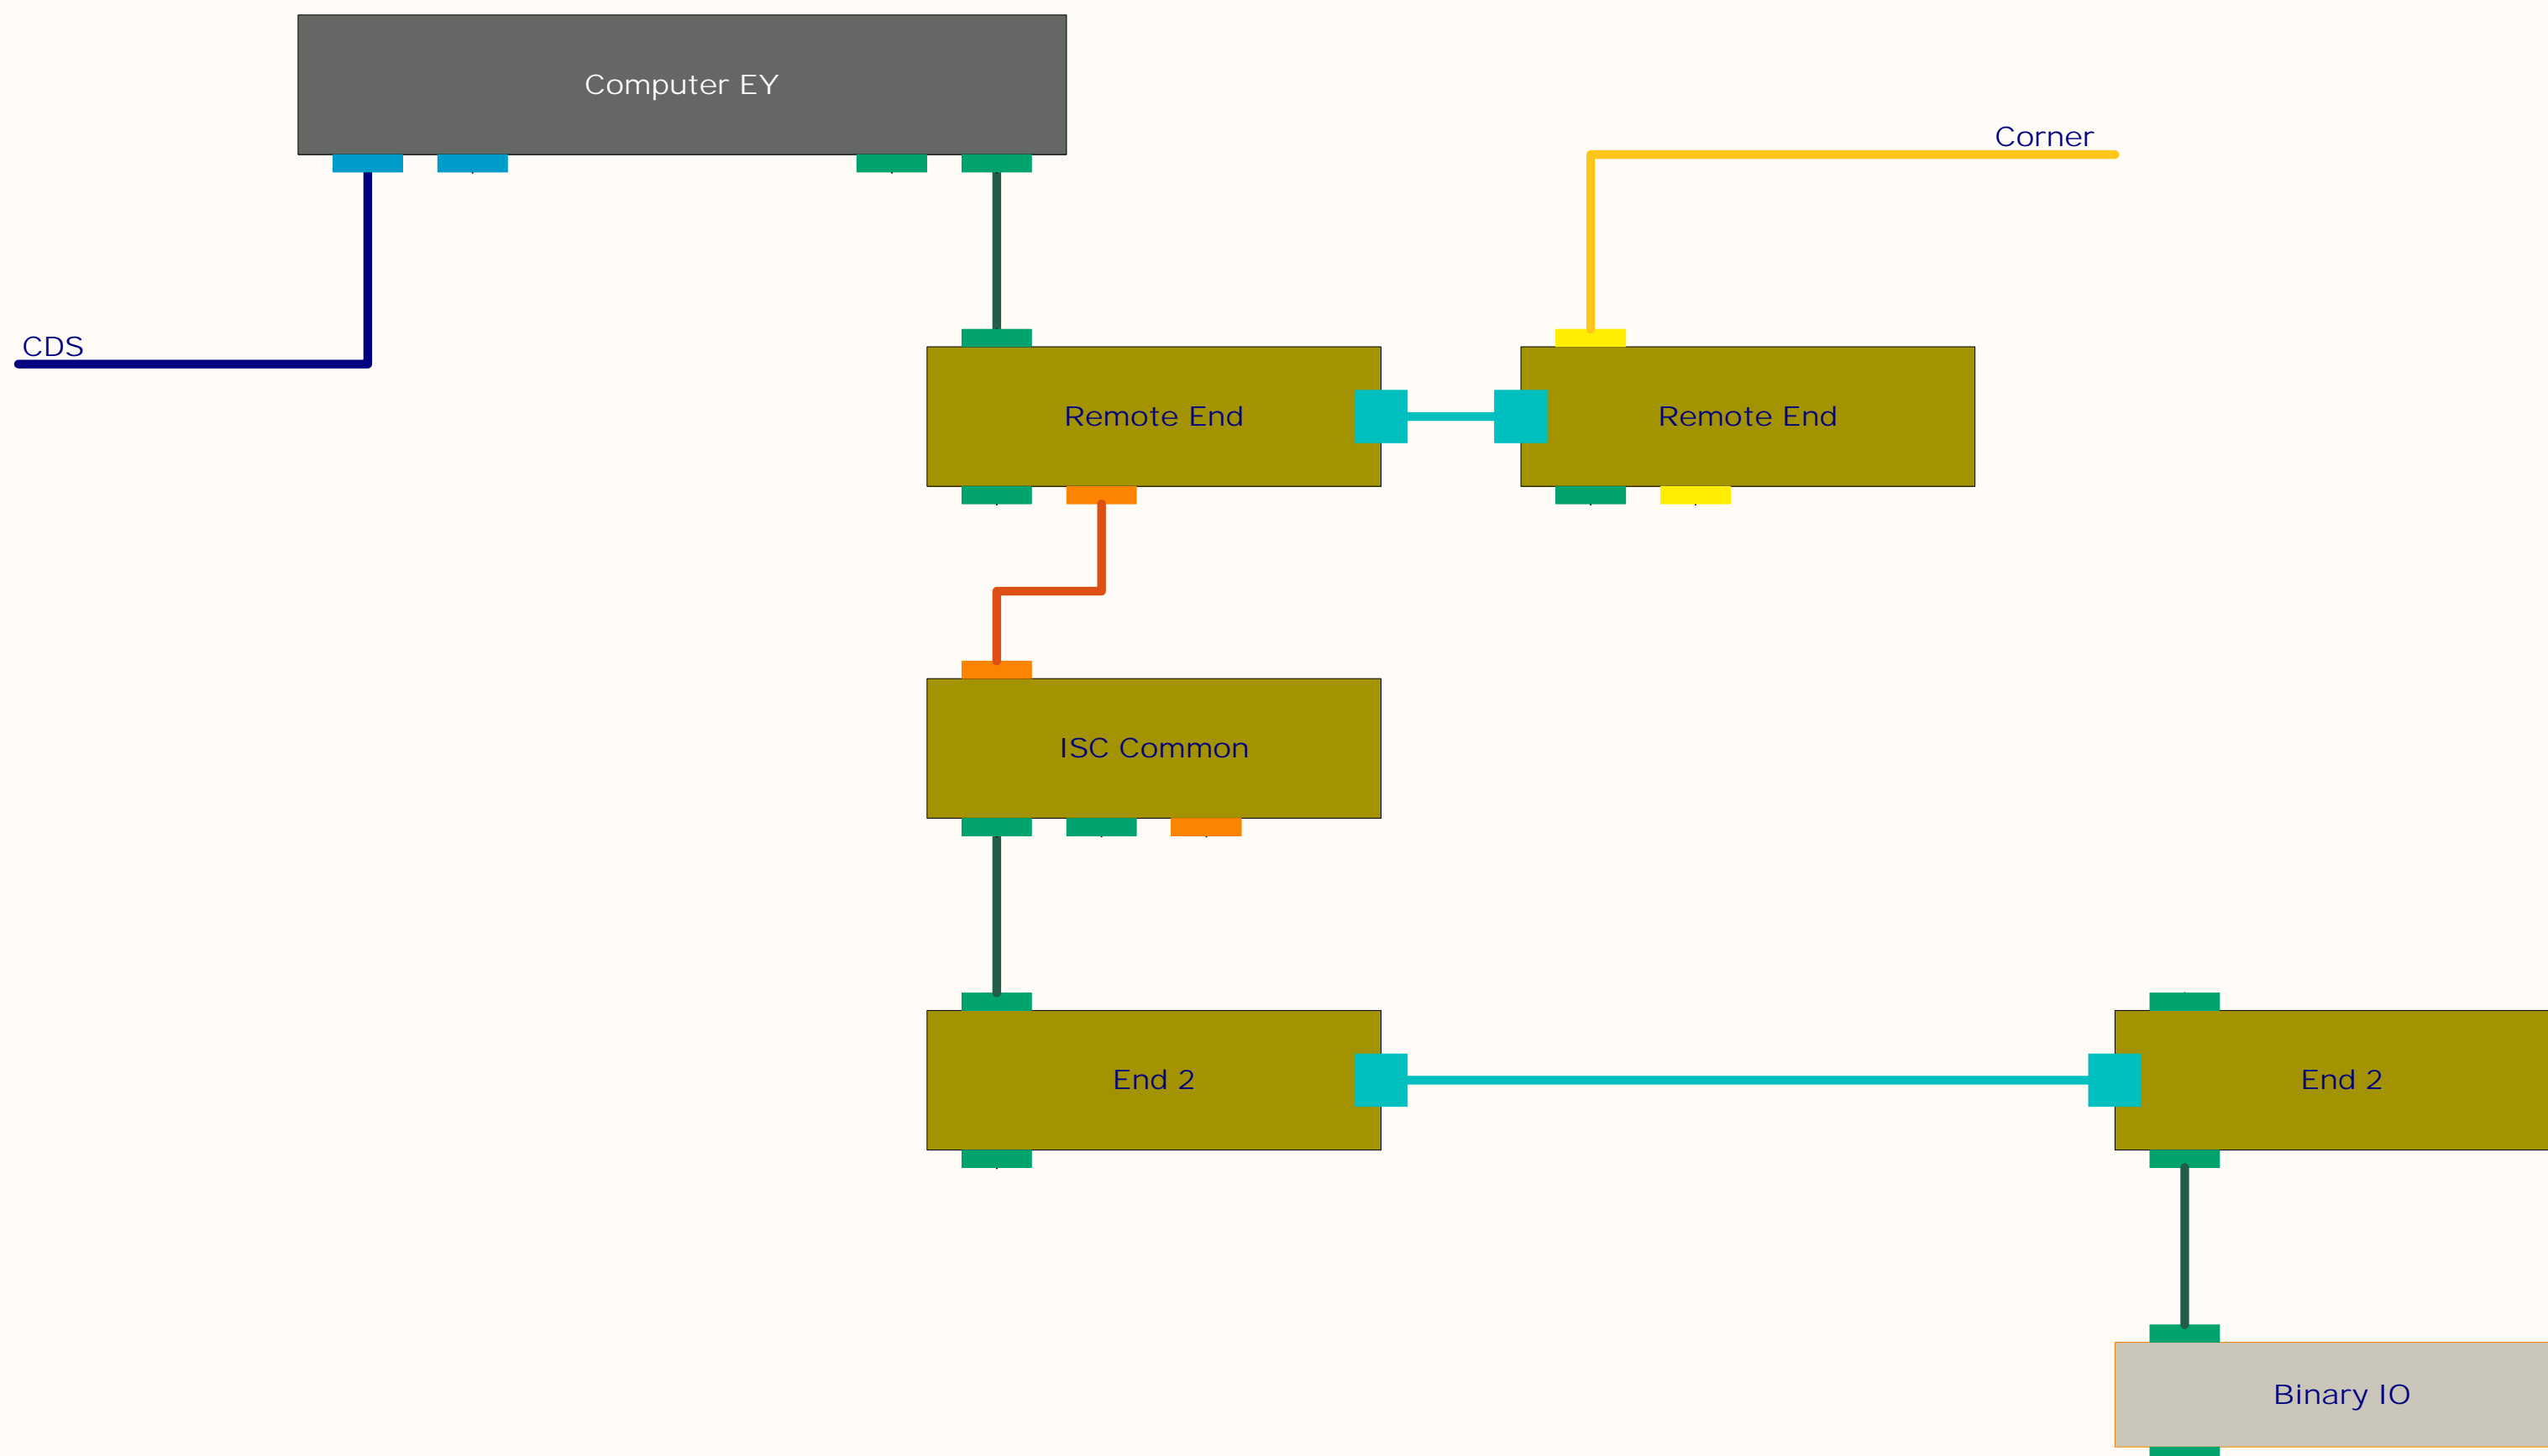 Computer EY
Corner
CDS
Remote End
Remote End
ISC Common
End 2
End 2
Binary IO